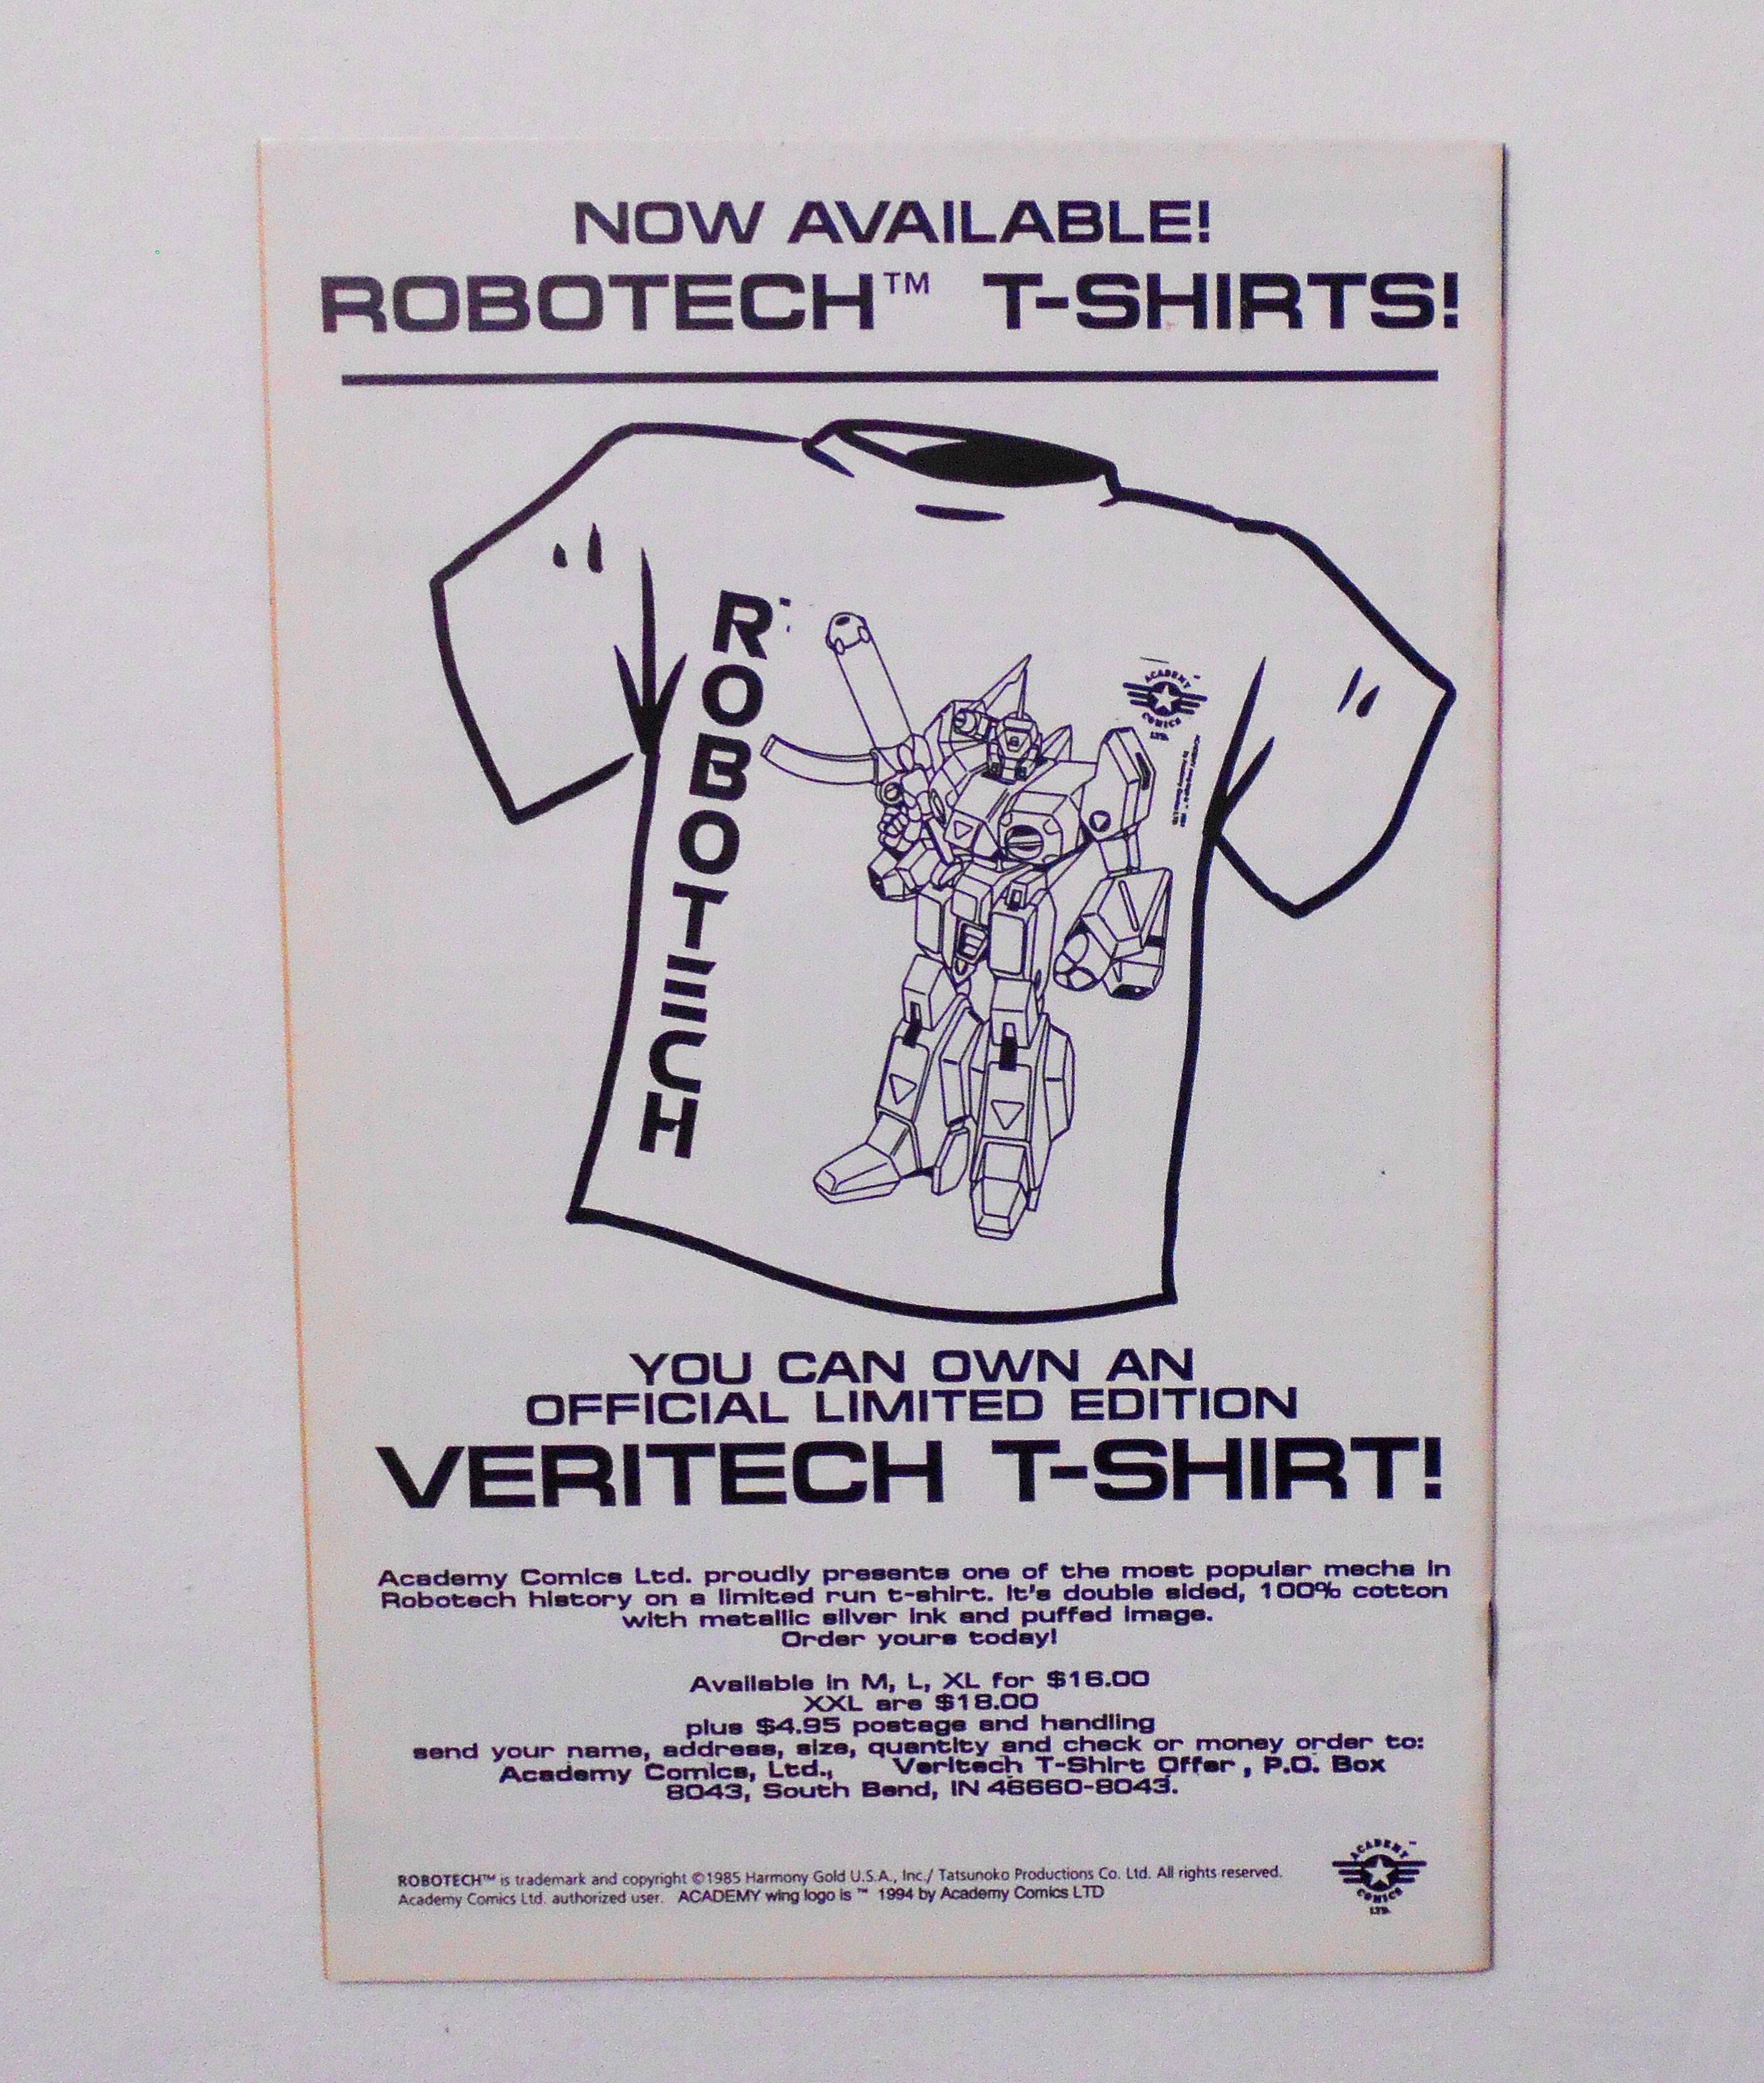 NOW AVAILABLE!
ROBOTECH™ T-SHIRTS!
ROBOTECH
ACADEMY
COMICS
LTD.
YOU CAN OWN AN
OFFICIAL LIMITED EDITION
VERITECH T-SHIRT!
Academy Comics Ltd. proudly presents one of the most popular mecha in
Robotech history on a limited run t-shirt. It's double sided, 100% cotton
with metallic silver ink and puffed image.
Order yours today!
Available in M, L, XL for $16.00
XXL are $18.00
plus $4.95 postage and handling
send your name, address, size, quantity and check or money order to:
Academy Comics, Ltd., Veritech T-Shirt Offer , P.O. Box
8043, South Bend, IN 46660-8043.
ROBOTECH™ is trademark and copyright ©1985 Harmony Gold U.S.A., Inc./ Tatsunoko Productions Co. Ltd. All rights reserved.
Academy Comics Ltd. authorized user. ACADEMY wing logo is ™ 1994 by Academy Comics LTD
ACADEMY™
COMICS
LTD.